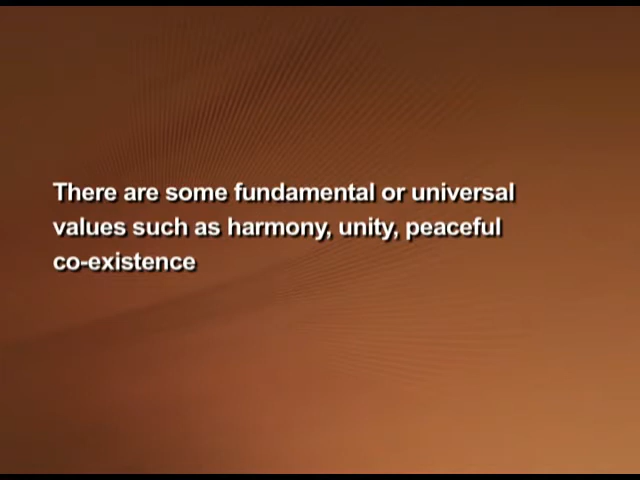 There are some fundamental or universal
values such as harmony, unity, peaceful
co-existence